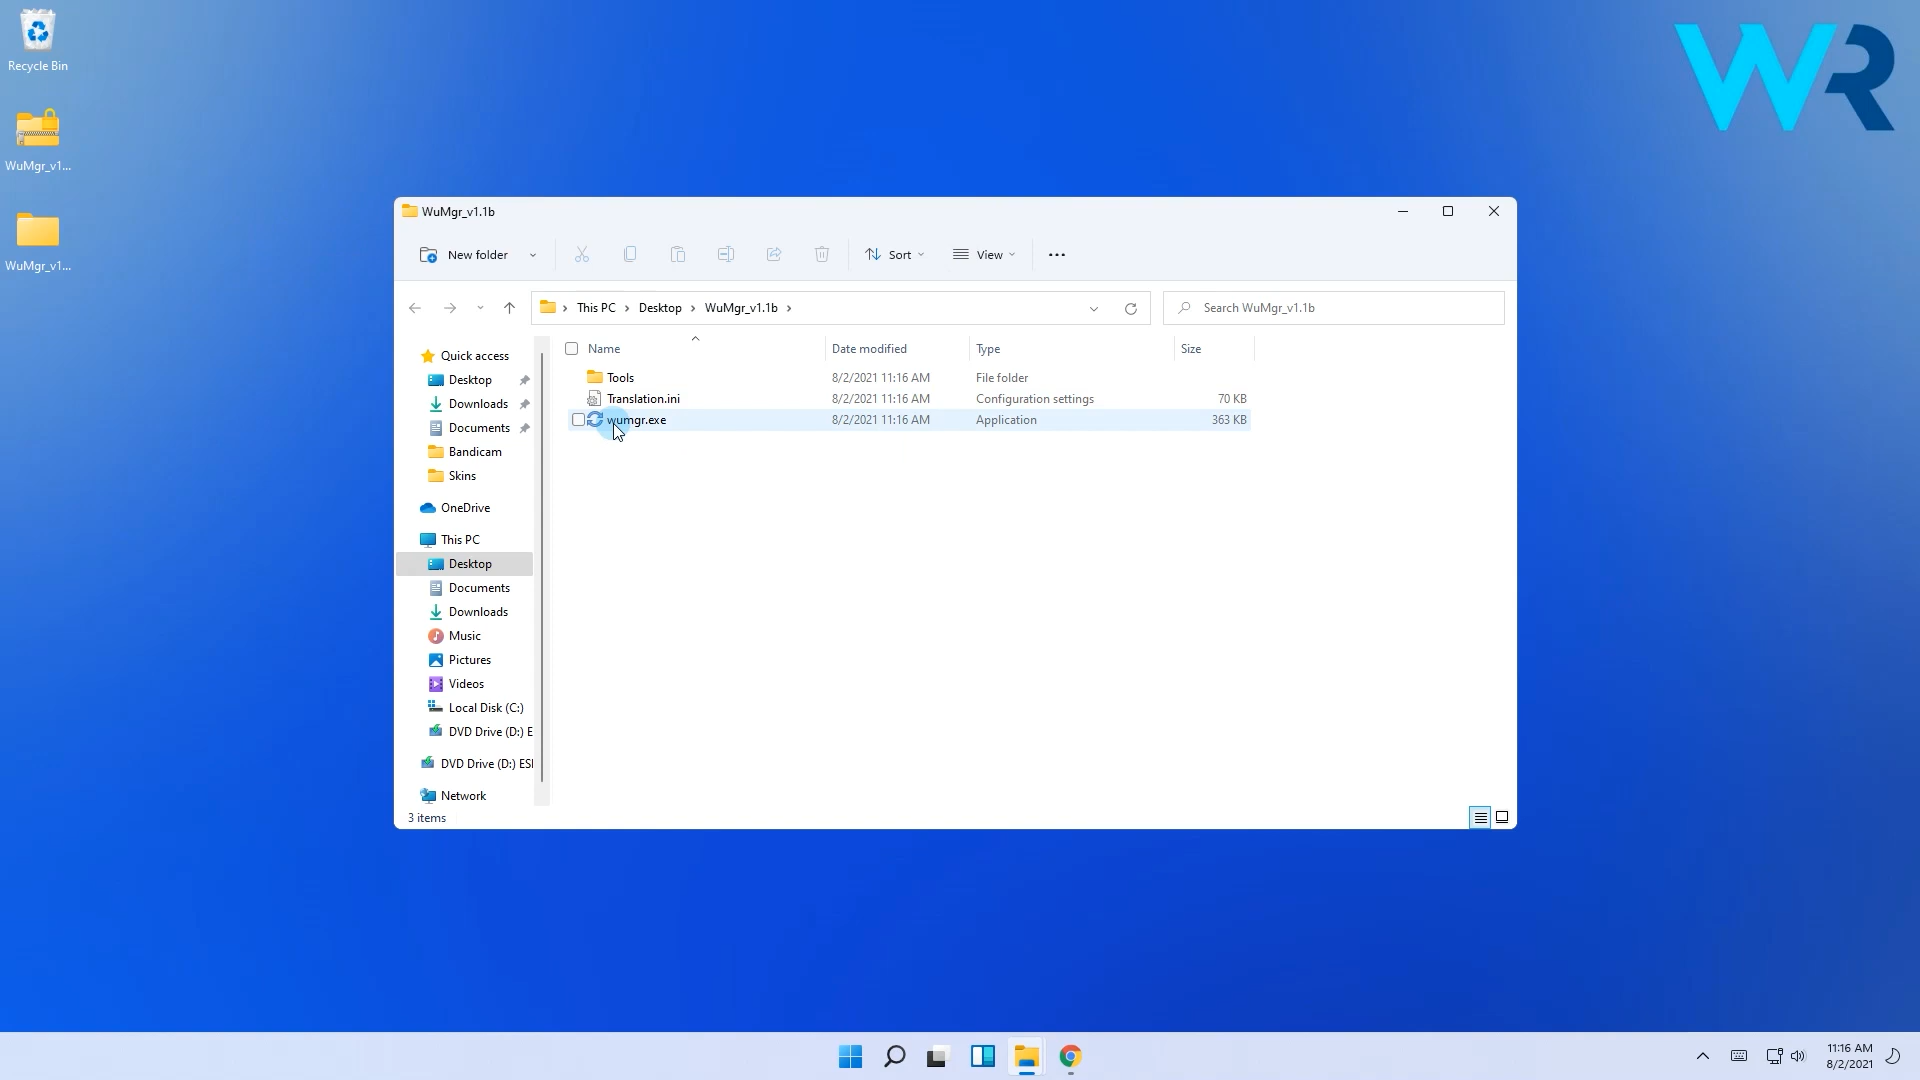 Recycle Bin
WuMgr_v1...
WuMgr_v1...
WR
WuMgr_v1.1b
New folder
Sort
View
This PC > Desktop > WuMgr_v1.1b >
Search WuMgr_v1.1b
Name Date modified Type Size
Tools 8/2/2021 11:16 AM File folder
Translation.ini 8/2/2021 11:16 AM Configuration settings 70 KB
wumgr.exe 8/2/2021 11:16 AM Application 363 KB
Quick access
Desktop
Downloads
Documents
Bandicam
Skins
OneDrive
This PC
Desktop
Documents
Downloads
Music
Pictures
Videos
Local Disk (C:)
DVD Drive (D:) E
DVD Drive (D:) ESI
Network
3 items
11:16 AM
8/2/2021